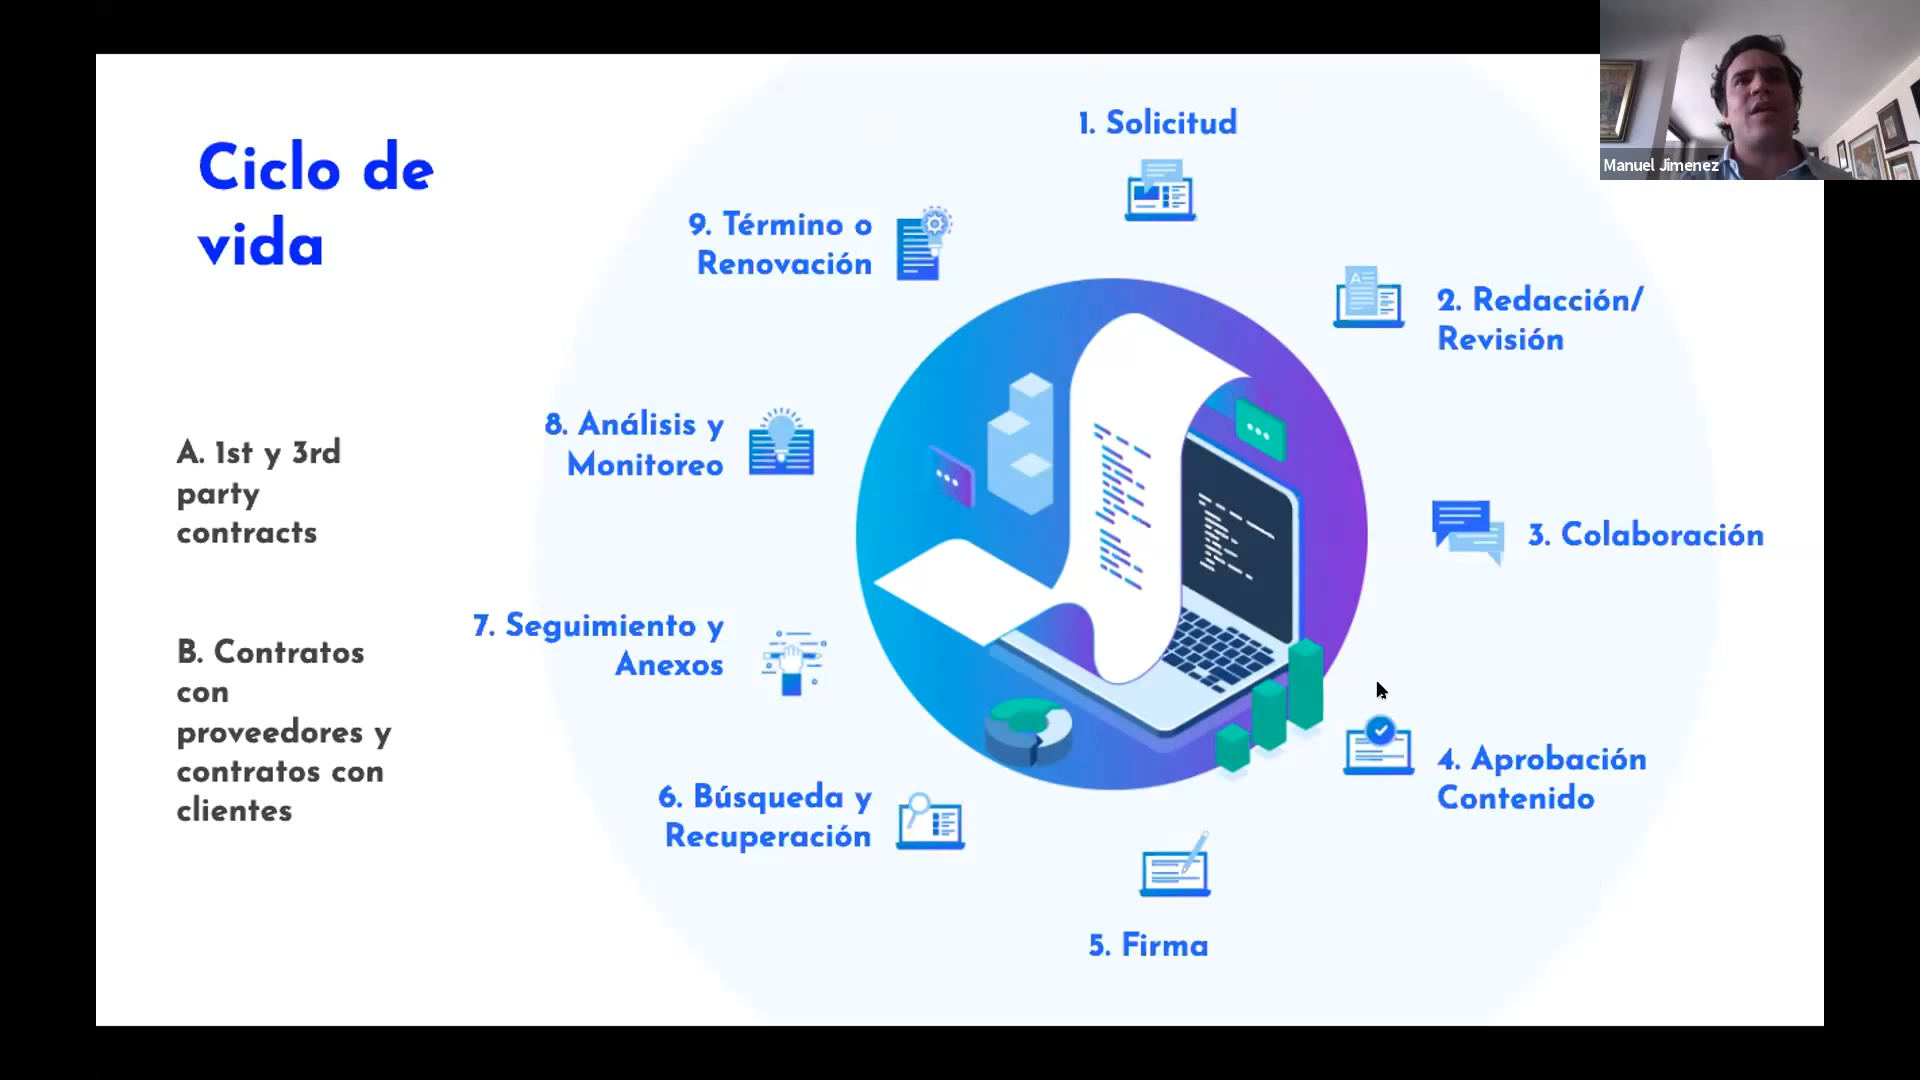 Ciclo de
vida
A. 1st y 3rd
party
contracts
B. Contratos
con
proveedores y
contratos con
clientes
1. Solicitud
2. Redacción/
Revisión
3. Colaboración
4. Aprobación
Contenido
5. Firma
6. Búsqueda y
Recuperación
7. Seguimiento y
Anexos
8. Análisis y
Monitoreo
9. Término o
Renovación
Manuel Jimenez